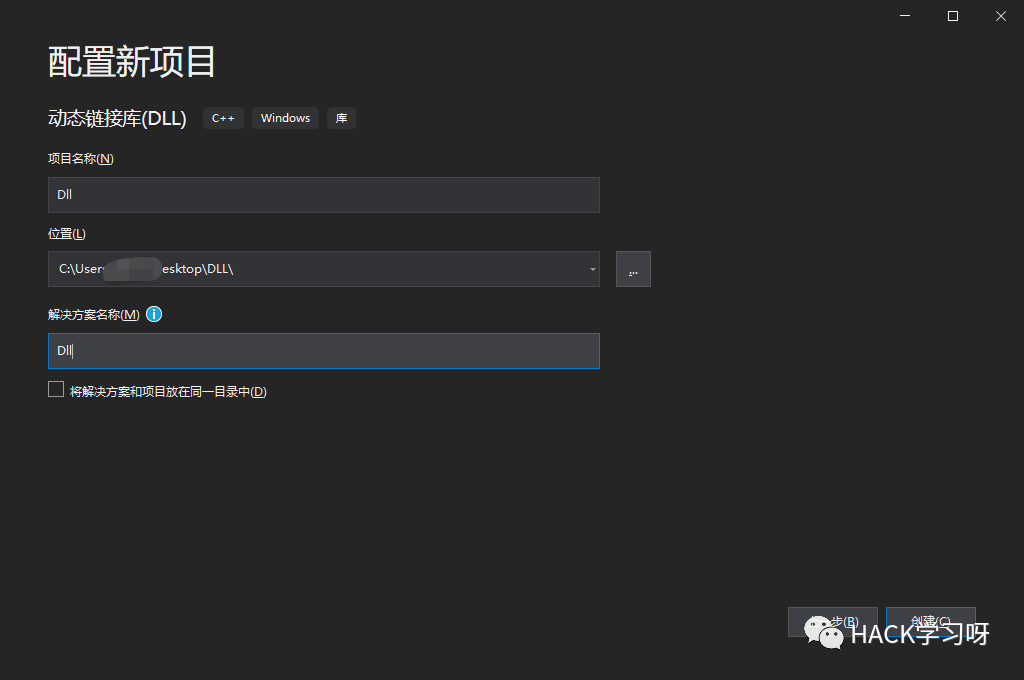 配置新项目
动态链接库(DLL) C++ Windows 库
项目名称(N)
Dll
位置(L)
C:\User esktop\DLL\
...
解决方案名称(M)
Dll
将解决方案和项目放在同一目录中(D)
步(B) 创建(C)
HACK学习呀